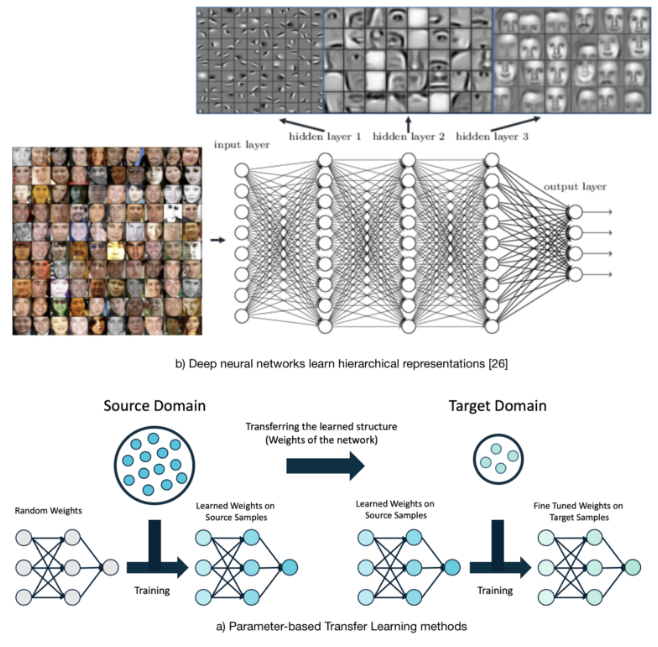 hidden layer 1 hidden layer 2 hidden layer 3
input layer
output layer
b) Deep neural networks learn hierarchical representations [26]
Source Domain
Target Domain
Transferring the learned structure
(Weights of the network)
Random Weights
Learned Weights on
Source Samples
Learned Weights on
Source Samples
Fine Tuned Weights on
Target Samples
Training
Training
a) Parameter-based Transfer Learning methods